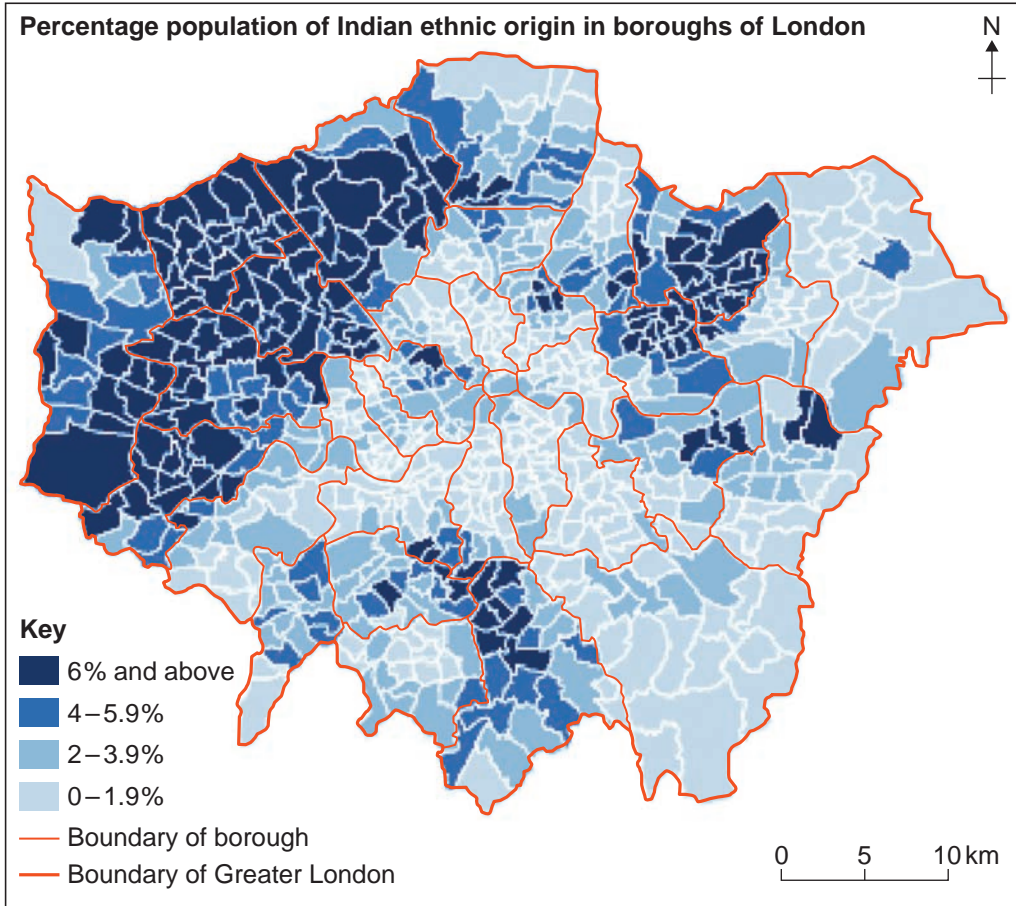 Percentage population of Indian ethnic origin in boroughs of London
N
Key
6% and above
4–5.9%
2–3.9%
0–1.9%
Boundary of borough
Boundary of Greater London
0 5 10 km